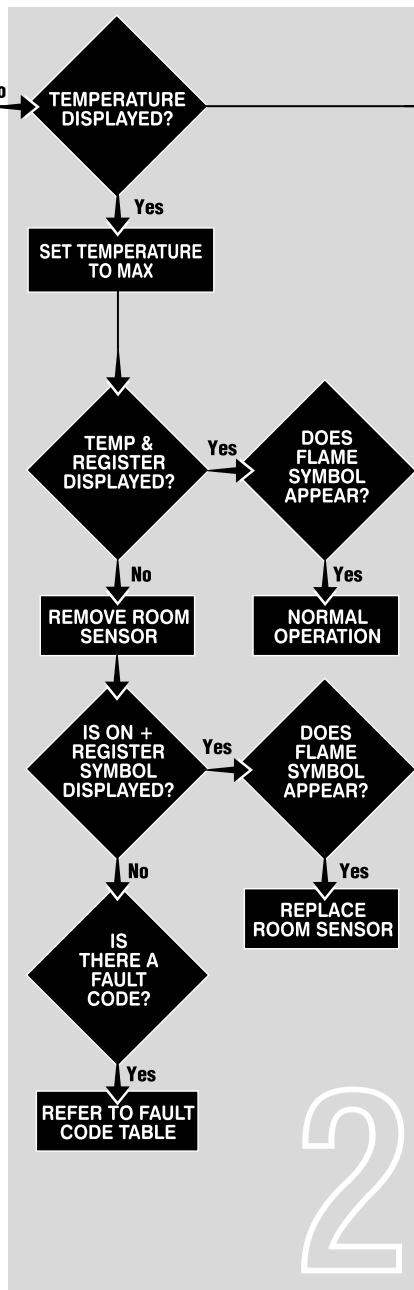 o
TEMPERATURE
DISPLAYED?
Yes
SET TEMPERATURE
TO MAX
TEMP &
REGISTER
DISPLAYED?
Yes
DOES
FLAME
SYMBOL
APPEAR?
No
Yes
REMOVE ROOM
SENSOR
NORMAL
OPERATION
IS ON +
REGISTER
SYMBOL
DISPLAYED?
Yes
DOES
FLAME
SYMBOL
APPEAR?
No
Yes
REPLACE
ROOM SENSOR
IS
THERE A
FAULT
CODE?
Yes
REFER TO FAULT
CODE TABLE
2